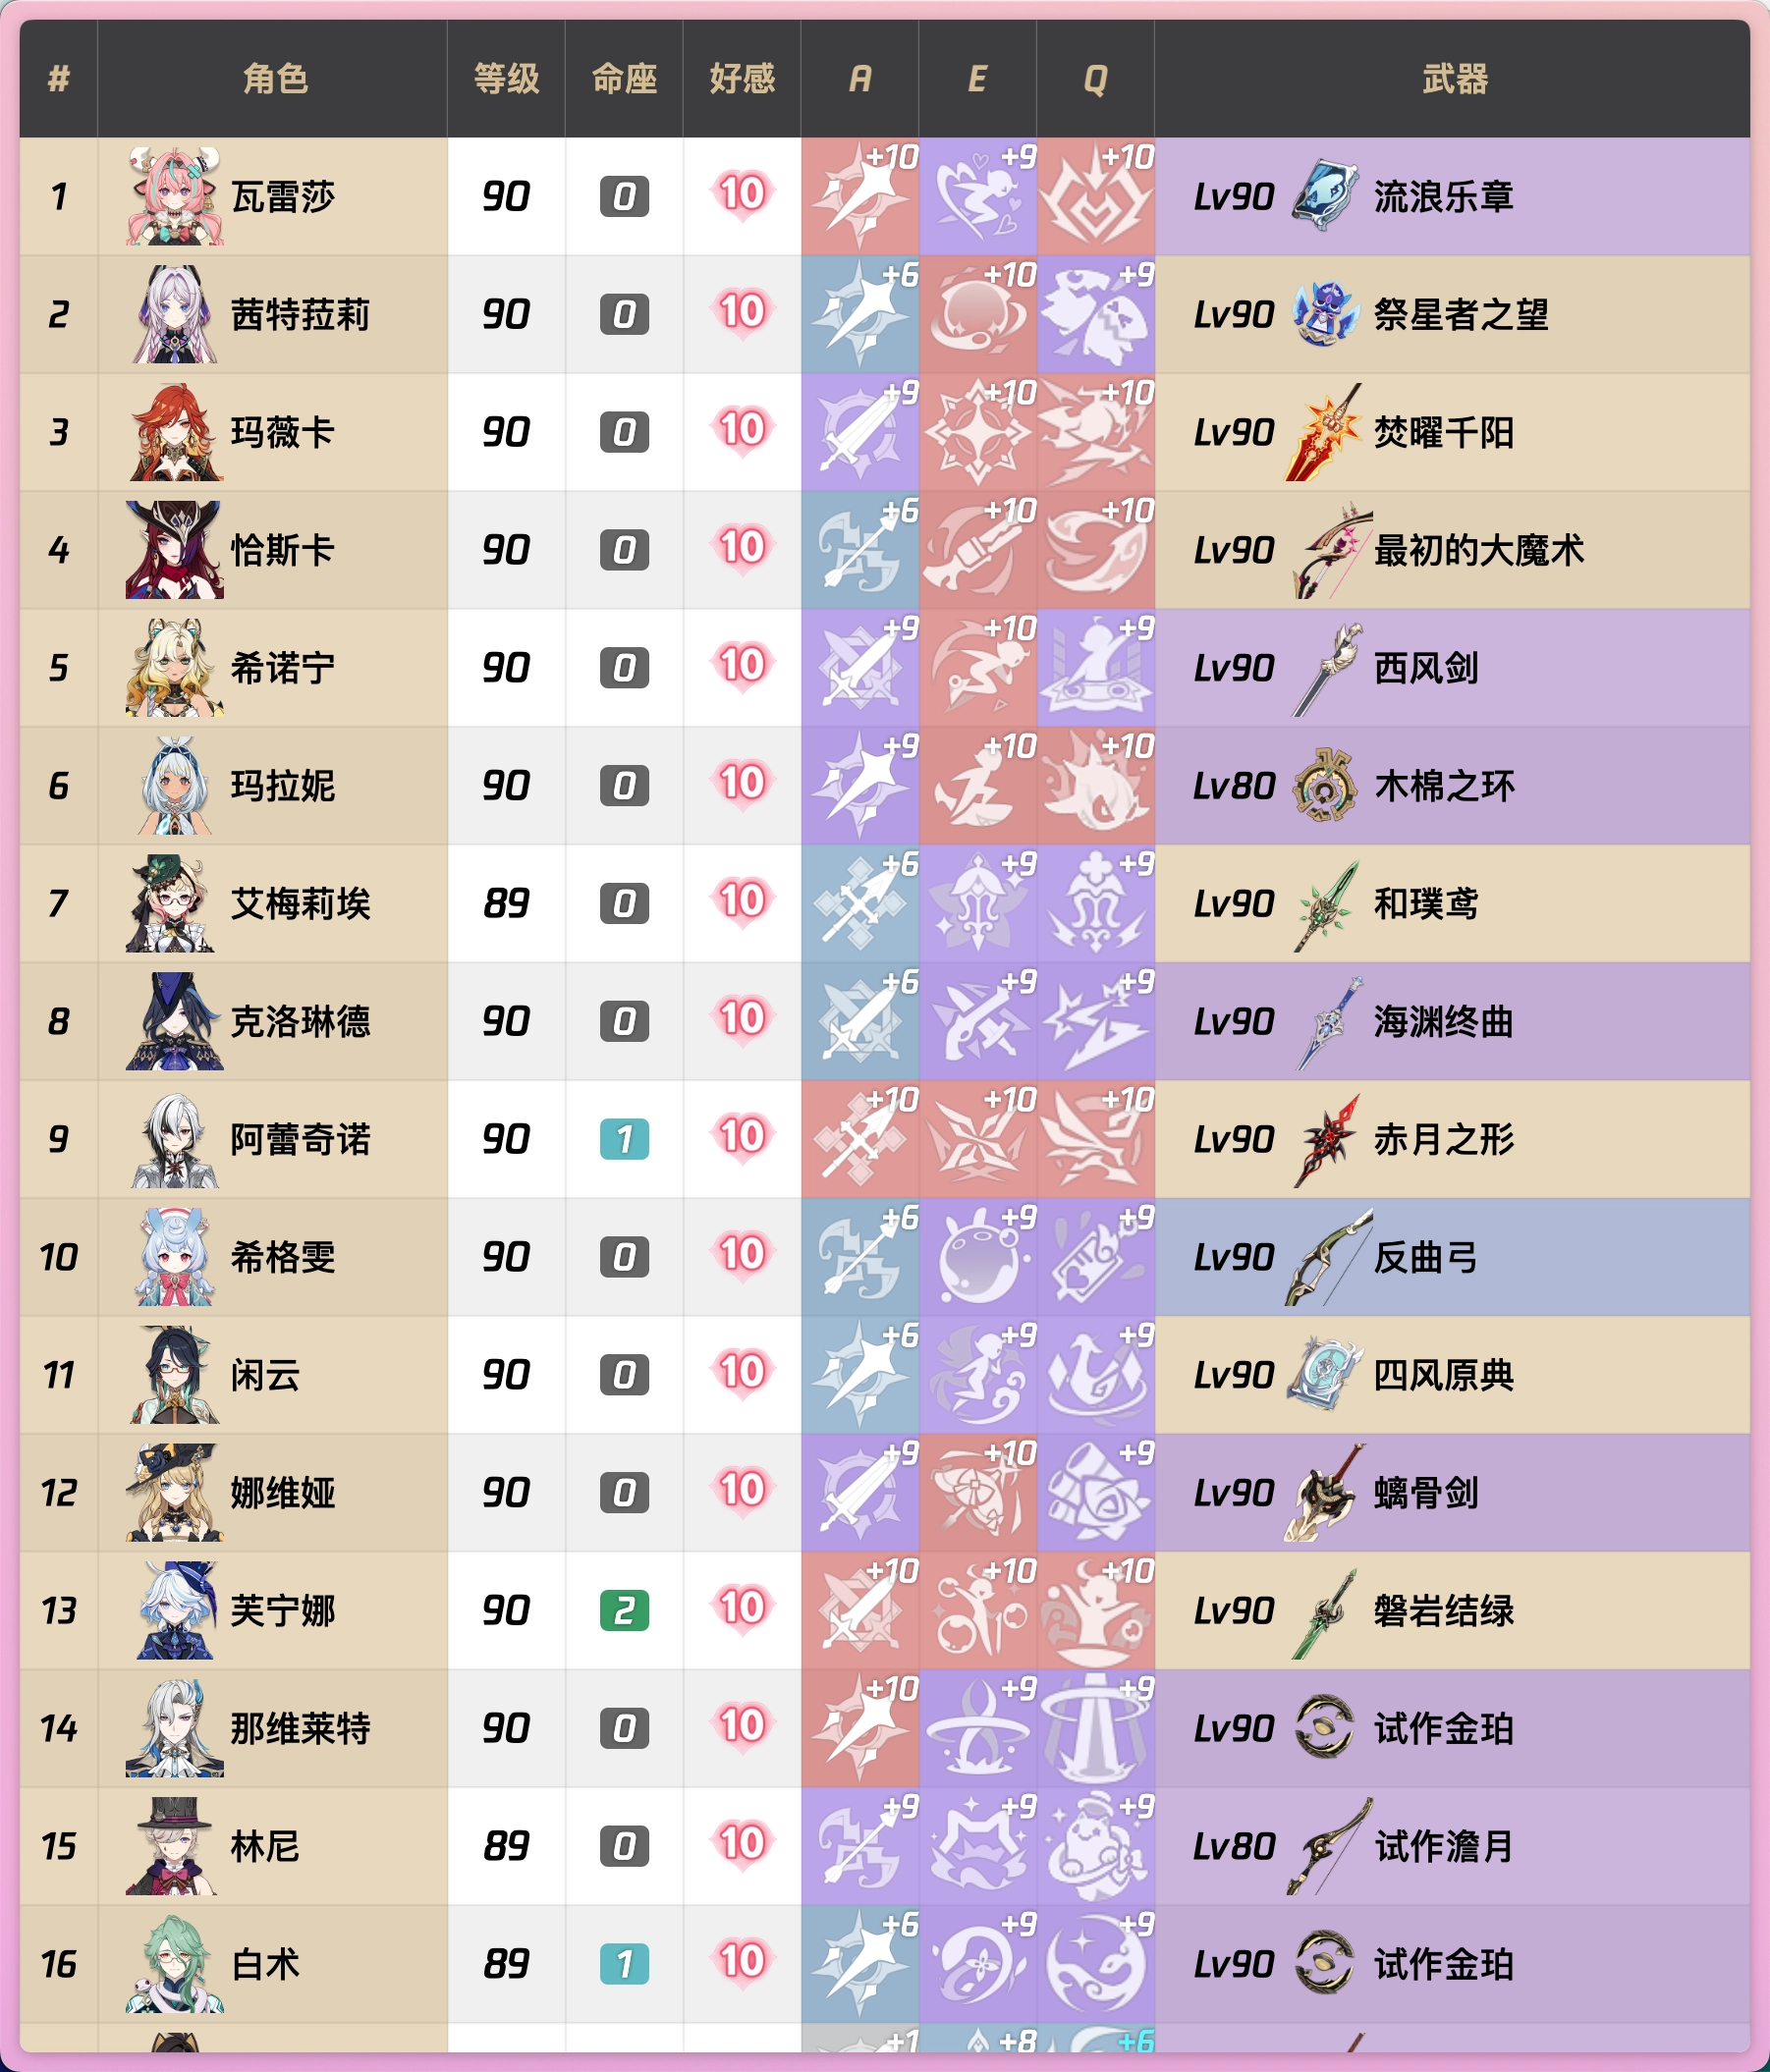 # 角色 等级 命座 好感 A E Q 武器
1 瓦雷莎 90 0 10 +10 +9 +10 Lv90 流浪乐章
2 茜特菈莉 90 0 10 +6 +10 +9 Lv90 祭星者之望
3 玛薇卡 90 0 10 +9 +10 +10 Lv90 焚曜千阳
4 恰斯卡 90 0 10 +6 +10 +10 Lv90 最初的大魔术
5 希诺宁 90 0 10 +9 +10 +9 Lv90 西风剑
6 玛拉妮 90 0 10 +9 +10 +10 Lv80 木棉之环
7 艾梅莉埃 89 0 10 +6 +9 +9 Lv90 和璞鸢
8 克洛琳德 90 0 10 +6 +9 +9 Lv90 海渊终曲
9 阿蕾奇诺 90 1 10 +10 +10 +10 Lv90 赤月之形
10 希格雯 90 0 10 +6 +9 +9 Lv90 反曲弓
11 闲云 90 0 10 +6 +9 +9 Lv90 四风原典
12 娜维娅 90 0 10 +9 +10 +9 Lv90 螭骨剑
13 芙宁娜 90 2 10 +10 +10 +10 Lv90 磐岩结绿
14 那维莱特 90 0 10 +10 +9 +9 Lv90 试作金珀
15 林尼 89 0 10 +9 +9 +9 Lv80 试作澹月
16 白术 89 1 10 +6 +9 +9 Lv90 试作金珀
+1 +8 +6